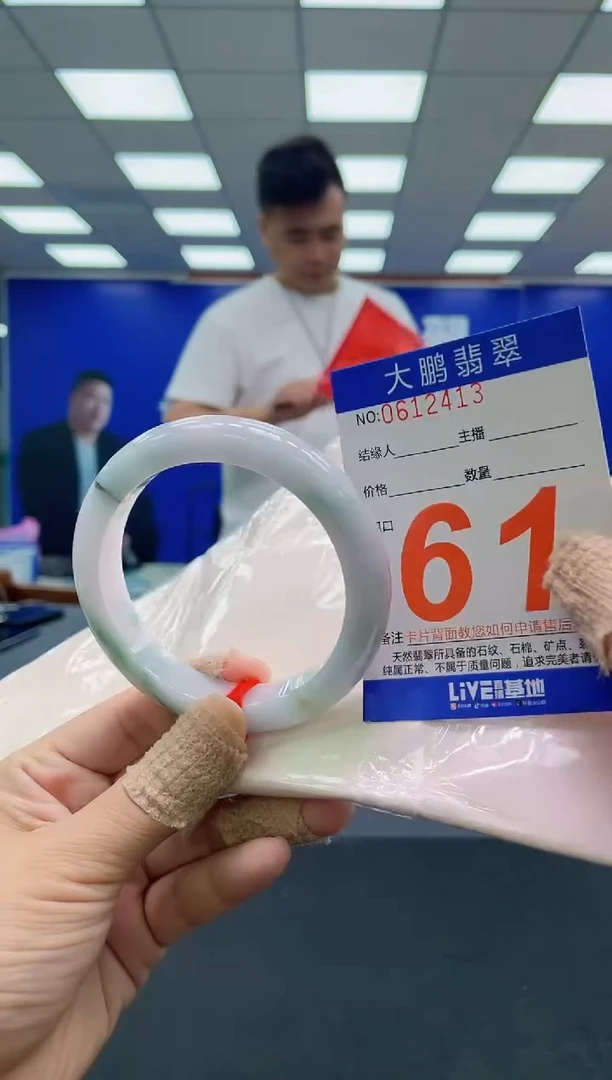 大鹏翡翠
NO:0612413
结缘人 主播
价格 数量
口
61
备注 卡片背面教您如何申请售后
天然翡翠所具备的石纹、石棉、矿点、
纯属正常、不属于质量问题，追求完美者请
LiVE 基地